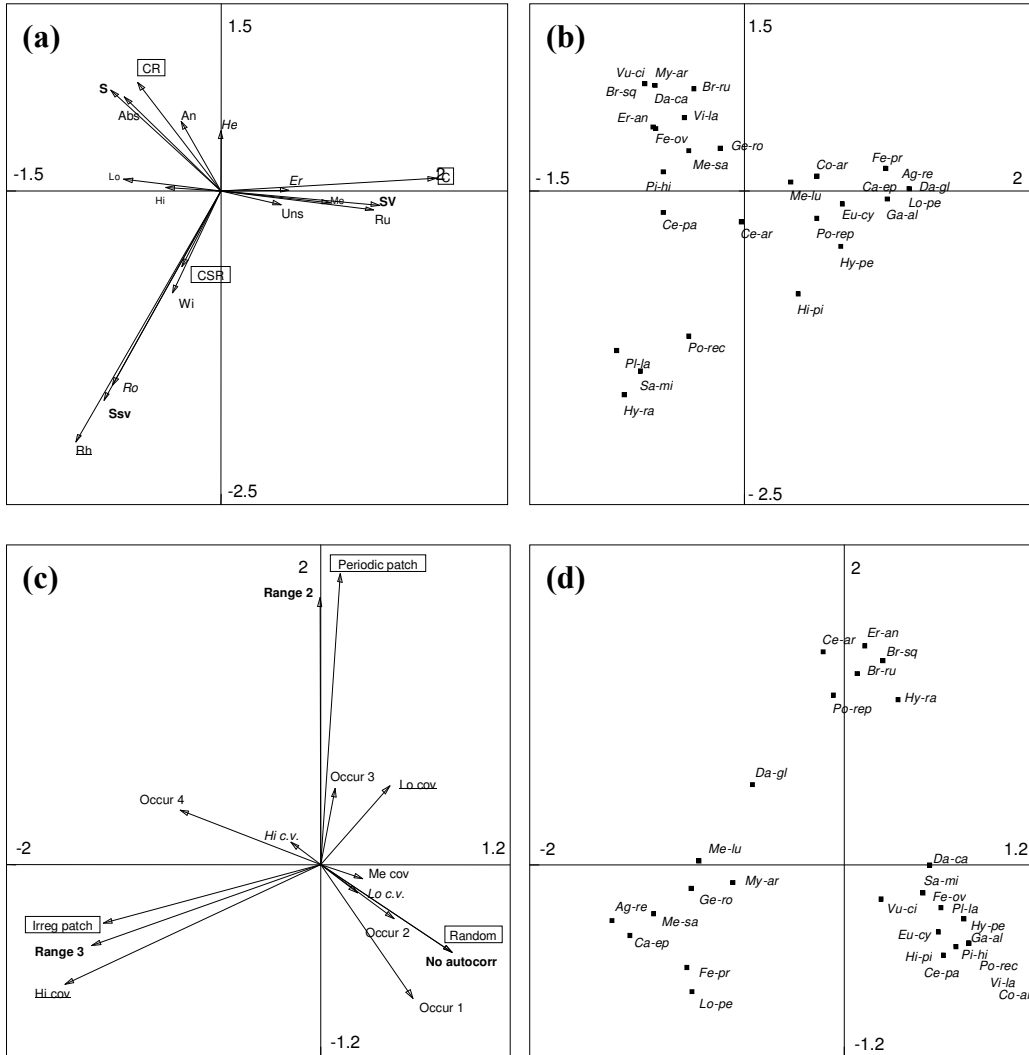 (a)
1.5
CR
S
Abs
An
He
-1.5
2
Lo
Hi
Er
C
Mo
SV
Uns
Ru
CSR
Wi
Ro
Ssv
Rh
-2.5
(b)
1.5
Vu-ci
My-ar
Br-sq
Da-ca
Br-ru
Er-an
Vi-la
Fe-ov
Ge-ro
Me-sa
Co-ar
Fe-pr
-1.5
Ag-re
2
Pi-hi
Me-lu
Ca-ep
Da-gl
Lo-pe
Ce-pa
Ce-ar
Eu-cy
Ga-al
Po-rep
Hy-pe
Hi-pi
Po-rec
Pl-la
Sa-mi
Hy-ra
- 2.5
(c)
2
Periodic patch
Range 2
Occur 3
Lo cov
Occur 4
Hi c.v.
-2
1.2
Me cov
Lo c.v.
Irreg patch
Occur 2
Random
Range 3
No autocorr
Hi cov
Occur 1
-1.2
(d)
2
Ce-ar
Er-an
Br-sq
Br-ru
Po-rep
Hy-ra
Da-gl
-2
1.2
Me-lu
Da-ca
My-ar
Sa-mi
Ge-ro
Fe-ov
Vu-ci
Pl-la
Ag-re
Me-sa
Hy-pe
Ca-ep
Eu-cy
Ga-al
Hi-pi
Pi-hi
Fe-pr
Ce-pa
Po-rec
Vi-la
Lo-pe
-1.2